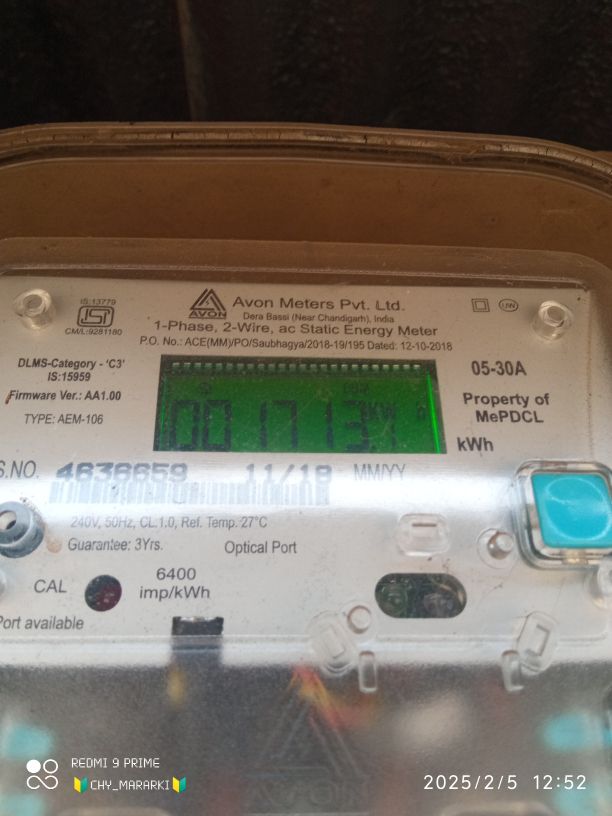 IS:13779
ISI
CM/L:9281180
AVON
Avon Meters Pvt. Ltd.
Dera Bassi (Near Chandigarh), India
1-Phase, 2-Wire, ac Static Energy Meter
P.O. No.: ACE(MM)/PO/Saubhagya/2018-19/195 Dated: 12-10-2018
DLMS-Category - 'C3'
IS:15959
Firmware Ver.: AA1.00
TYPE: AEM-106
05-30A
Property of
MePDCL
001713
kWh
S.NO. 4636659 11/18 MM/YY
240V, 50Hz, CL.1.0, Ref. Temp. 27°C
Guarantee: 3Yrs.
Optical Port
CAL
6400
imp/kWh
Port available
AVON
REDMI 9 PRIME
CHY_MARARKI
2025/2/5 12:52